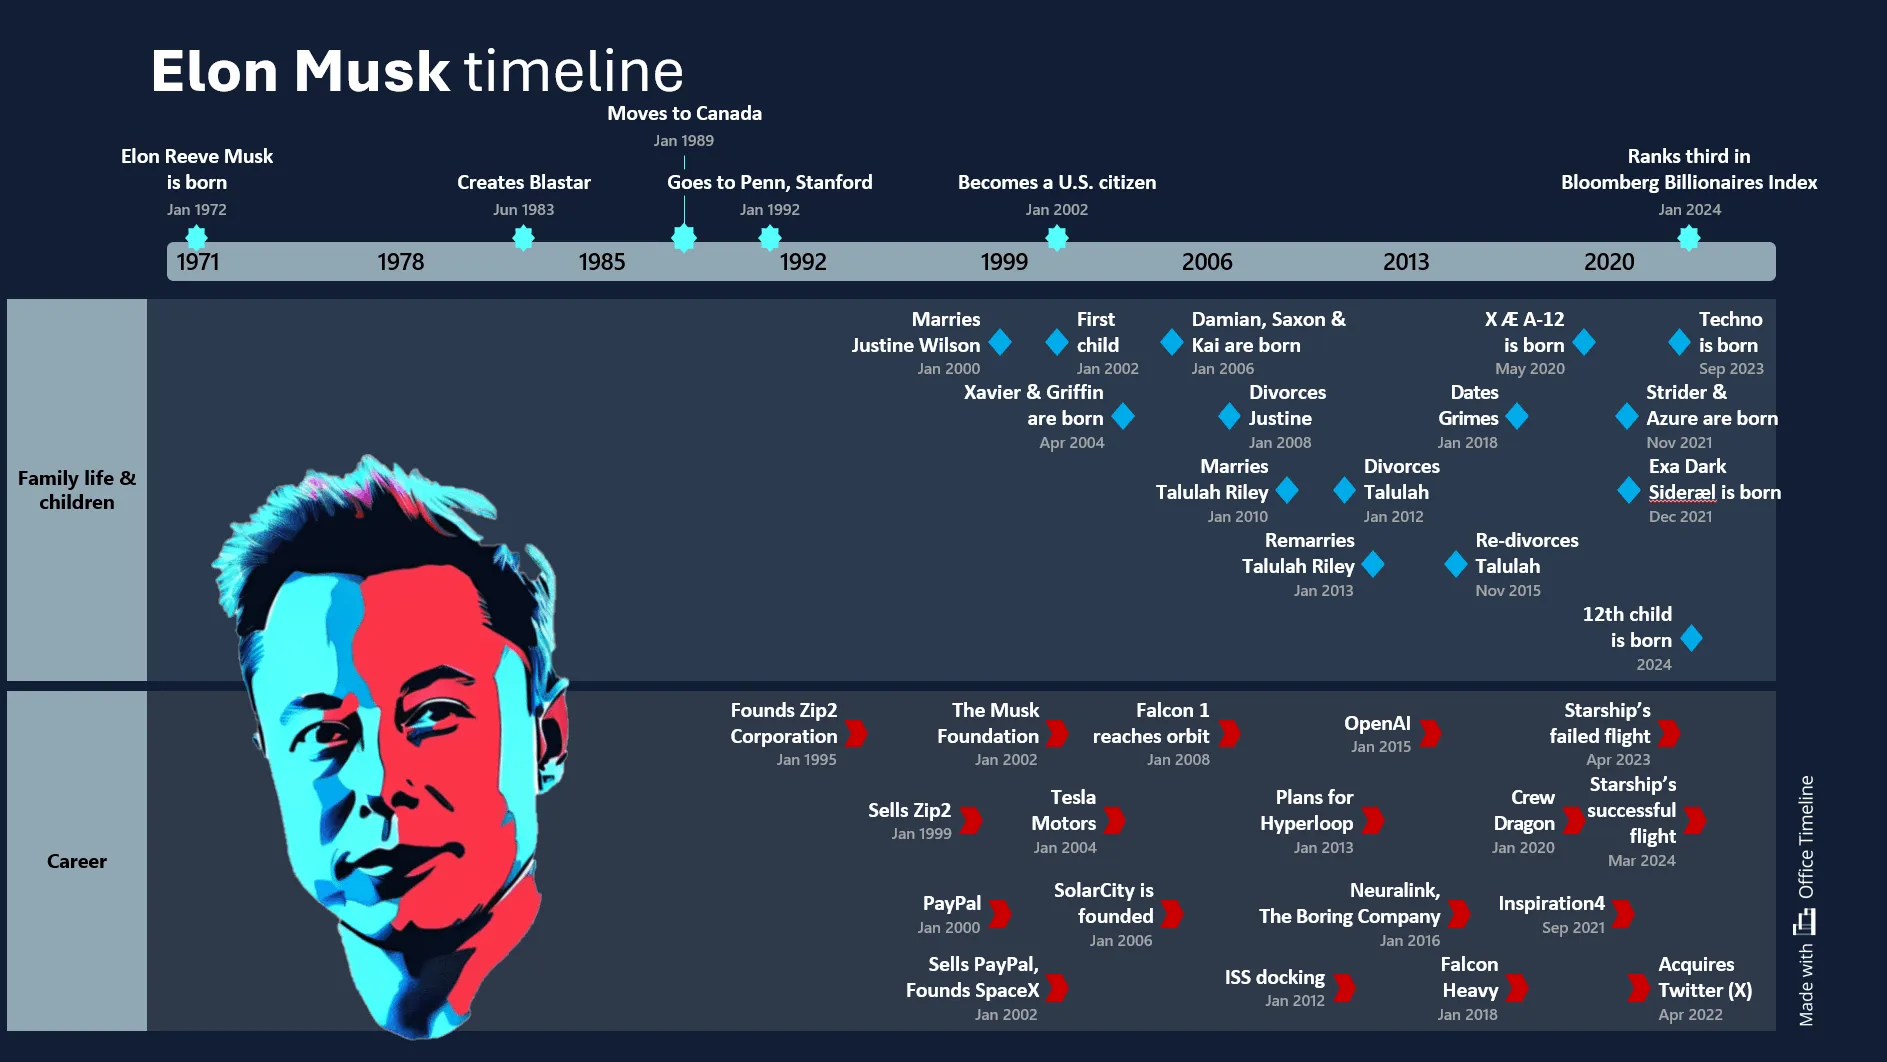 Elon Musk timeline
Moves to Canada
Jan 1989
Elon Reeve Musk
is born
Jan 1972
Creates Blastar
Jun 1983
Goes to Penn, Stanford
Jan 1992
Becomes a U.S. citizen
Jan 2002
Ranks third in
Bloomberg Billionaires Index
Jan 2024
1971 1978 1985 1992 1999 2006 2013 2020
Family life &
children
Marries
Justine Wilson
Jan 2000
First
child
Jan 2002
Damian, Saxon &
Kai are born
Jan 2006
X Æ A-12
is born
May 2020
Techno
is born
Sep 2023
Xavier & Griffin
are born
Apr 2004
Divorces
Justine
Jan 2008
Dates
Grimes
Jan 2018
Strider &
Azure are born
Nov 2021
Marries
Talulah Riley
Jan 2010
Divorces
Talulah
Jan 2012
Exa Dark
Sideræl is born
Dec 2021
Remarries
Talulah Riley
Jan 2013
Re-divorces
Talulah
Nov 2015
12th child
is born
2024
Career
Founds Zip2
Corporation
Jan 1995
The Musk
Foundation
Jan 2002
Falcon 1
reaches orbit
Jan 2008
OpenAI
Jan 2015
Starship’s
failed flight
Apr 2023
Sells Zip2
Jan 1999
Tesla
Motors
Jan 2004
Plans for
Hyperloop
Jan 2013
Crew
Dragon
Jan 2020
Starship’s
successful
flight
Mar 2024
PayPal
Jan 2000
SolarCity is
founded
Jan 2006
Neuralink,
The Boring Company
Jan 2016
Inspiration4
Sep 2021
Sells PayPal,
Founds SpaceX
Jan 2002
ISS docking
Jan 2012
Falcon
Heavy
Jan 2018
Acquires
Twitter (X)
Apr 2022
Made with Office Timeline